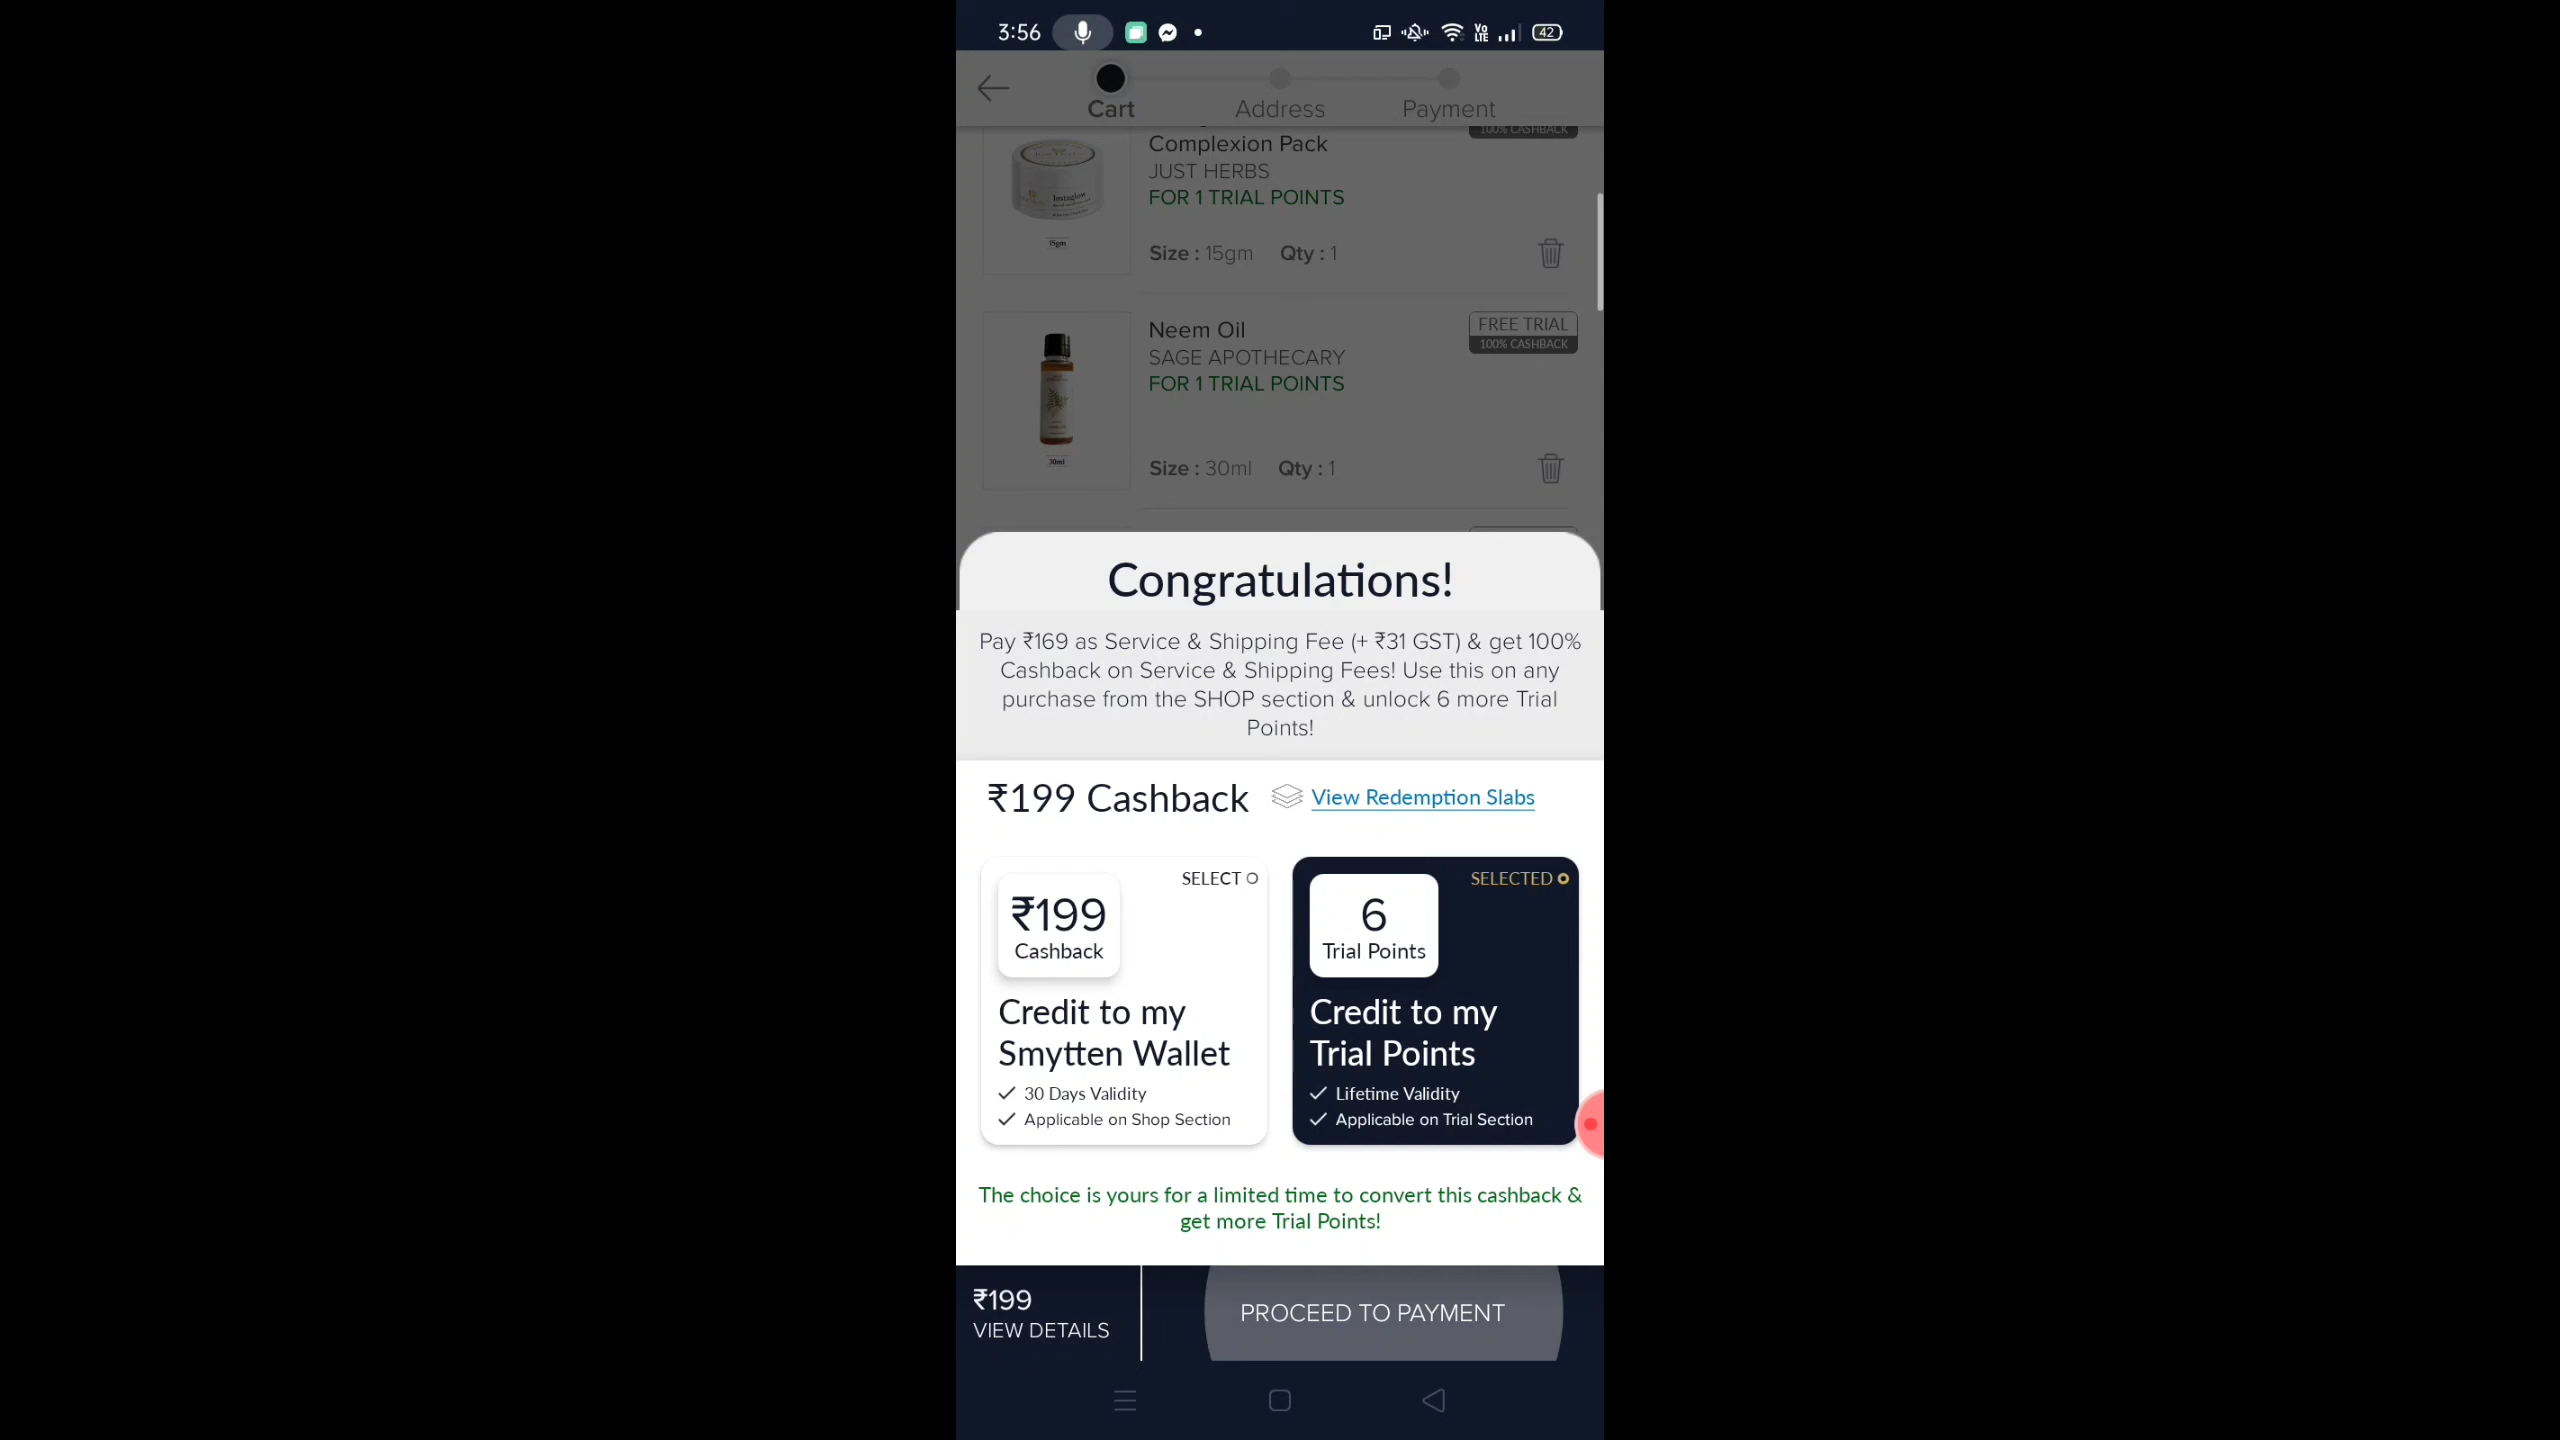 3:56
Vo
LTE
42
Cart
Address
Payment
100% CASHBACK
Complexion Pack
JUST HERBS
FOR 1 TRIAL POINTS
Instaglow
15gm
Size : 15gm Qty : 1
Neem Oil
FREE TRIAL
100% CASHBACK
SAGE APOTHECARY
FOR 1 TRIAL POINTS
30ml
Size : 30ml Qty : 1
Congratulations!
Pay ₹169 as Service & Shipping Fee (+ ₹31 GST) & get 100%
Cashback on Service & Shipping Fees! Use this on any
purchase from the SHOP section & unlock 6 more Trial
Points!
₹199 Cashback
View Redemption Slabs
SELECT
₹199
Cashback
Credit to my
Smytten Wallet
30 Days Validity
Applicable on Shop Section
SELECTED
6
Trial Points
Credit to my
Trial Points
Lifetime Validity
Applicable on Trial Section
The choice is yours for a limited time to convert this cashback &
get more Trial Points!
₹199
VIEW DETAILS
PROCEED TO PAYMENT